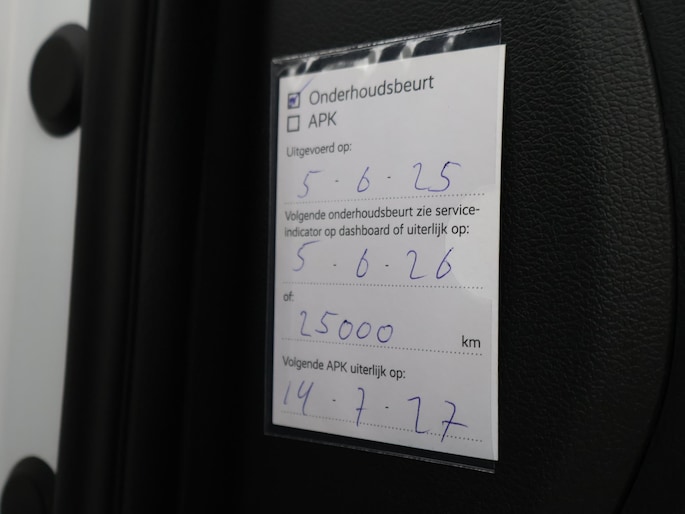 Onderhoudsbeurt
APK
Uitgevoerd op:
5 - 6 - 25
Volgende onderhoudsbeurt zie service-
indicator op dashboard of uiterlijk op:
5 - 6 - 26
of:
25000 km
Volgende APK uiterlijk op:
14 - 7 - 27